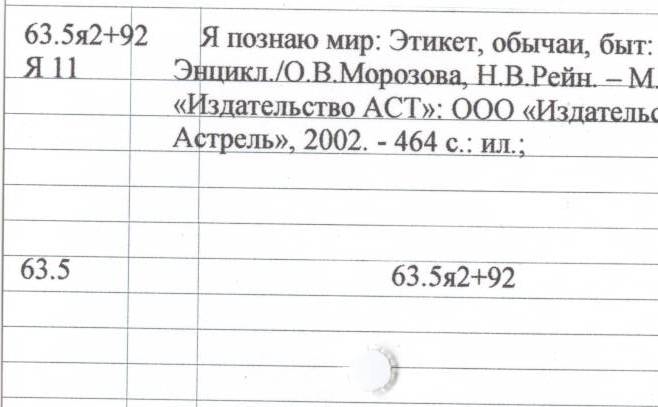 63.5я2+92 Я познаю мир: Этикет, обычаи, быт:
Я 11 Энцикл./О.В.Морозова, Н.В.Рейн. – М.
«Издательство АСТ»: ООО «Издательс
Астрель», 2002. - 464 с.: ил.;
63.5 63.5я2+92